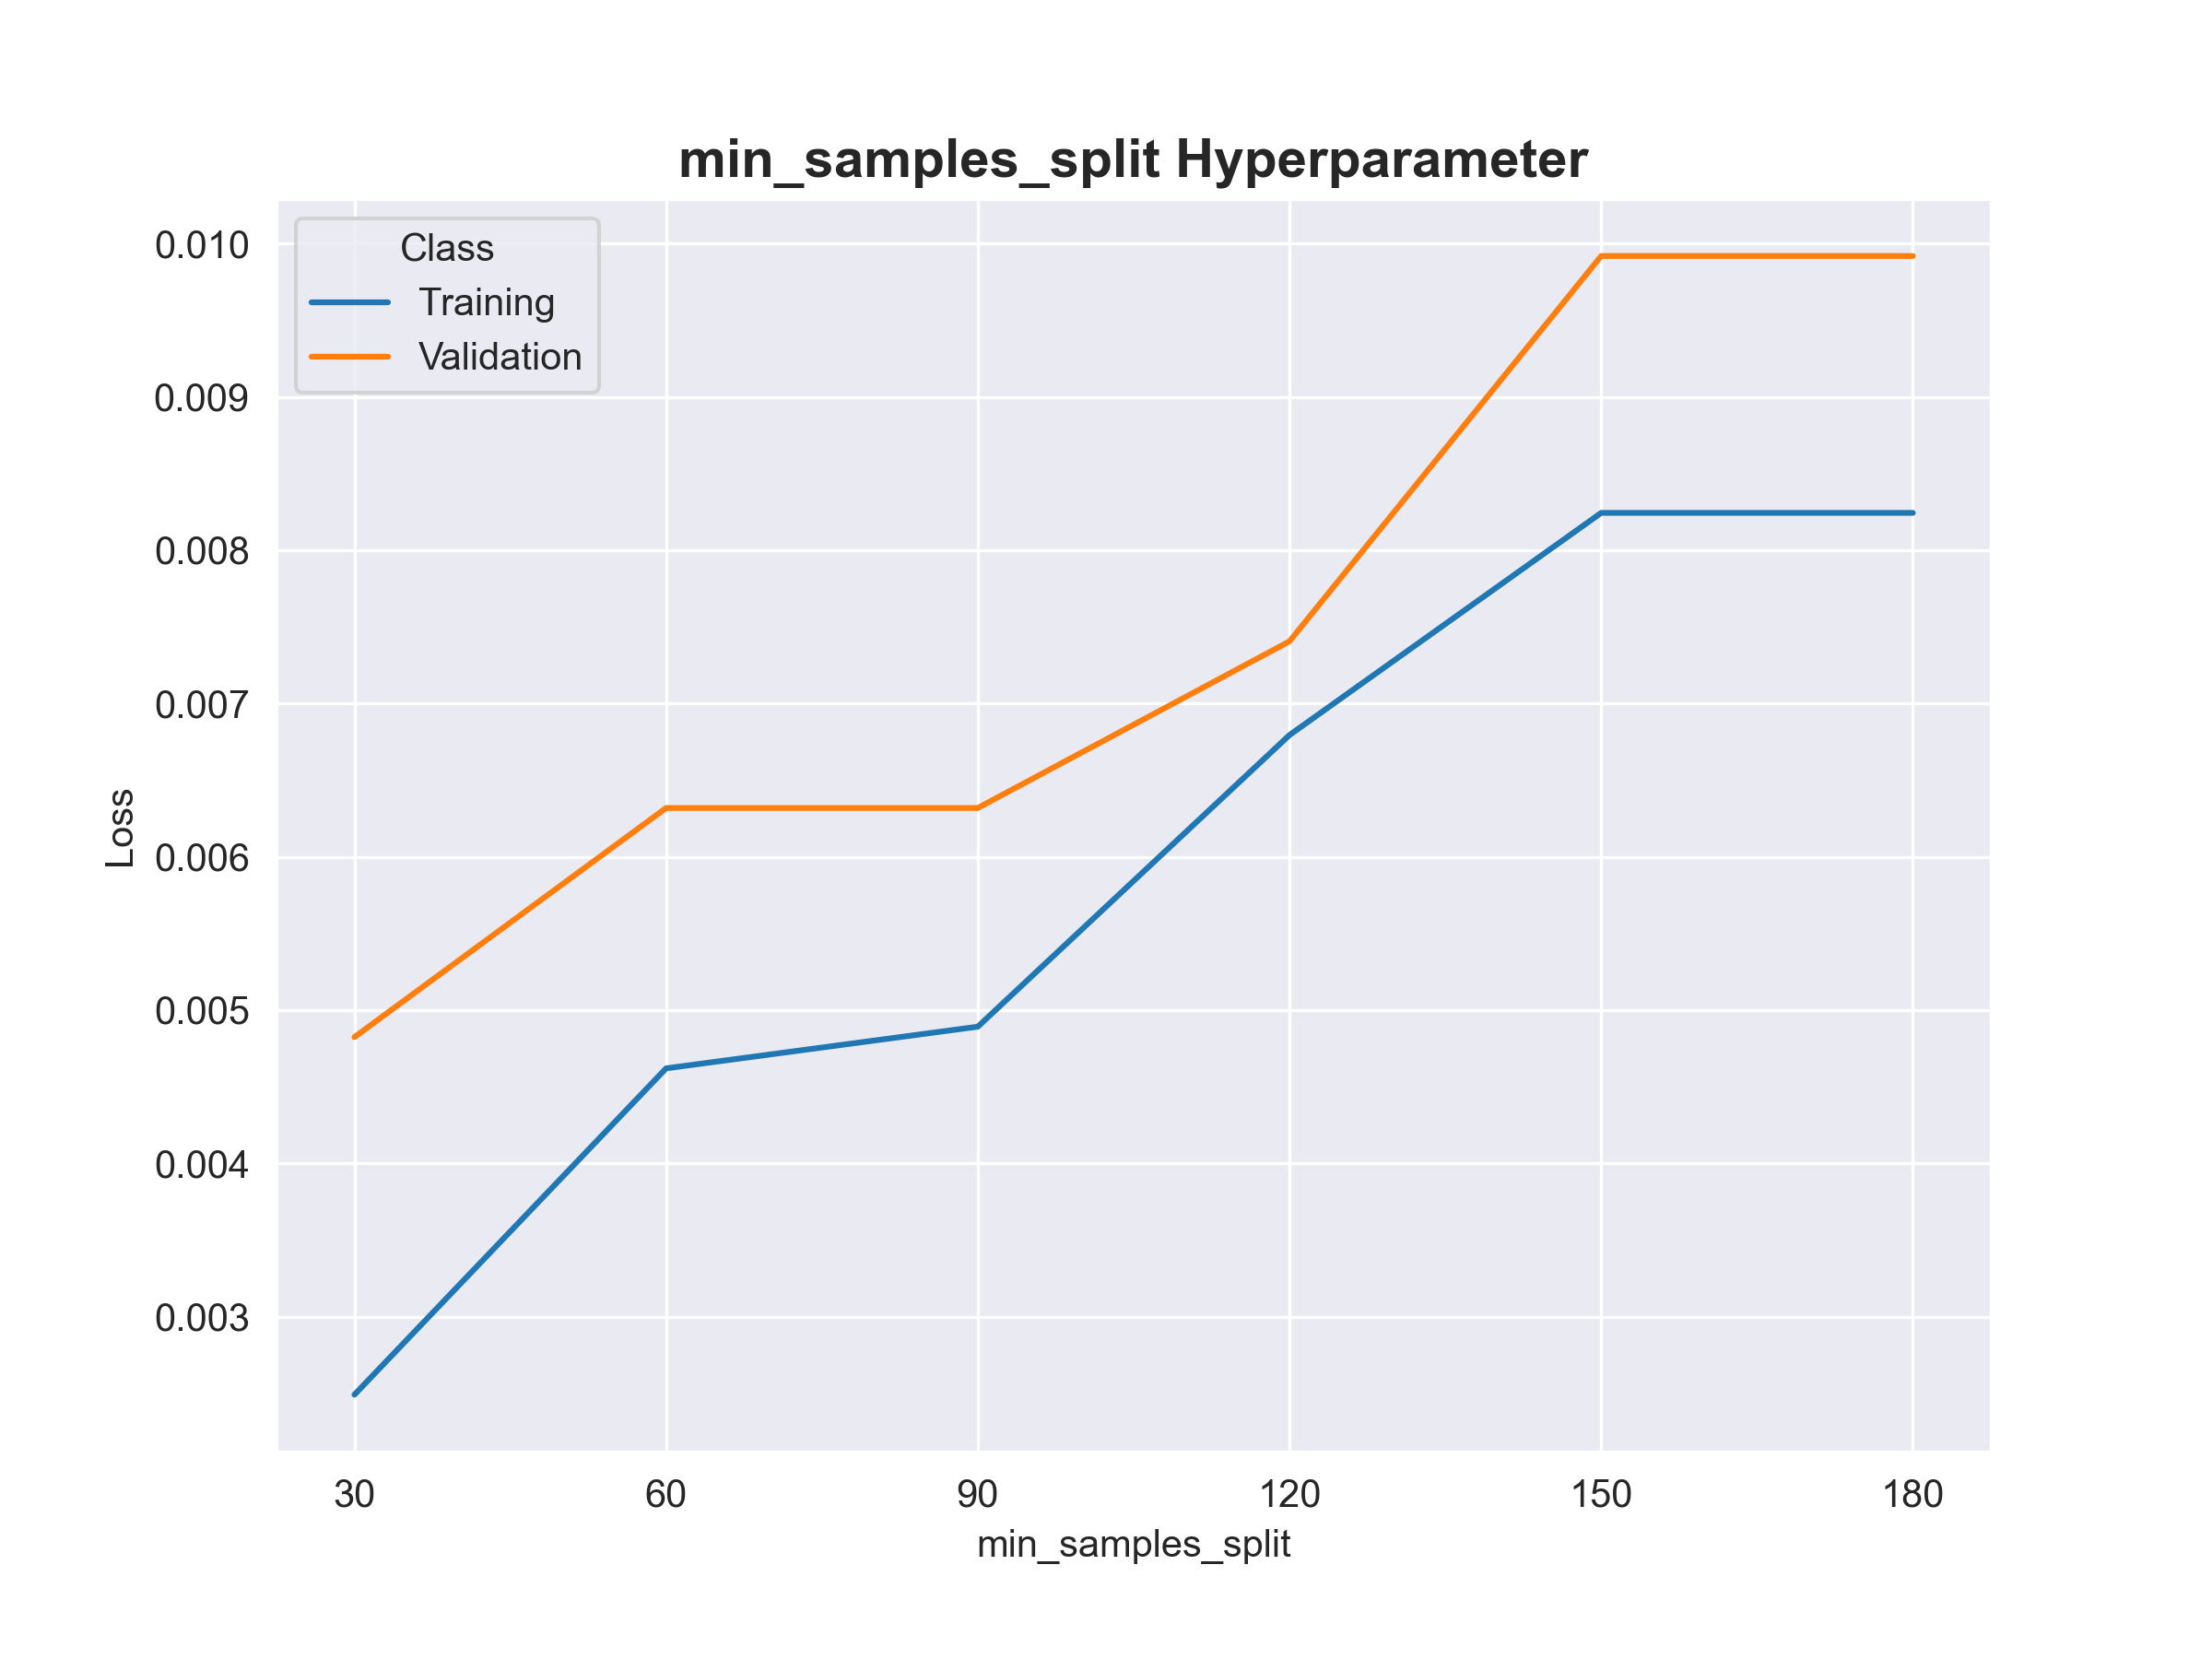 min_samples_split Hyperparameter
Class
Training
Validation
0.010
0.009
0.008
0.007
0.006
0.005
0.004
0.003
Loss
30 60 90 120 150 180
min_samples_split